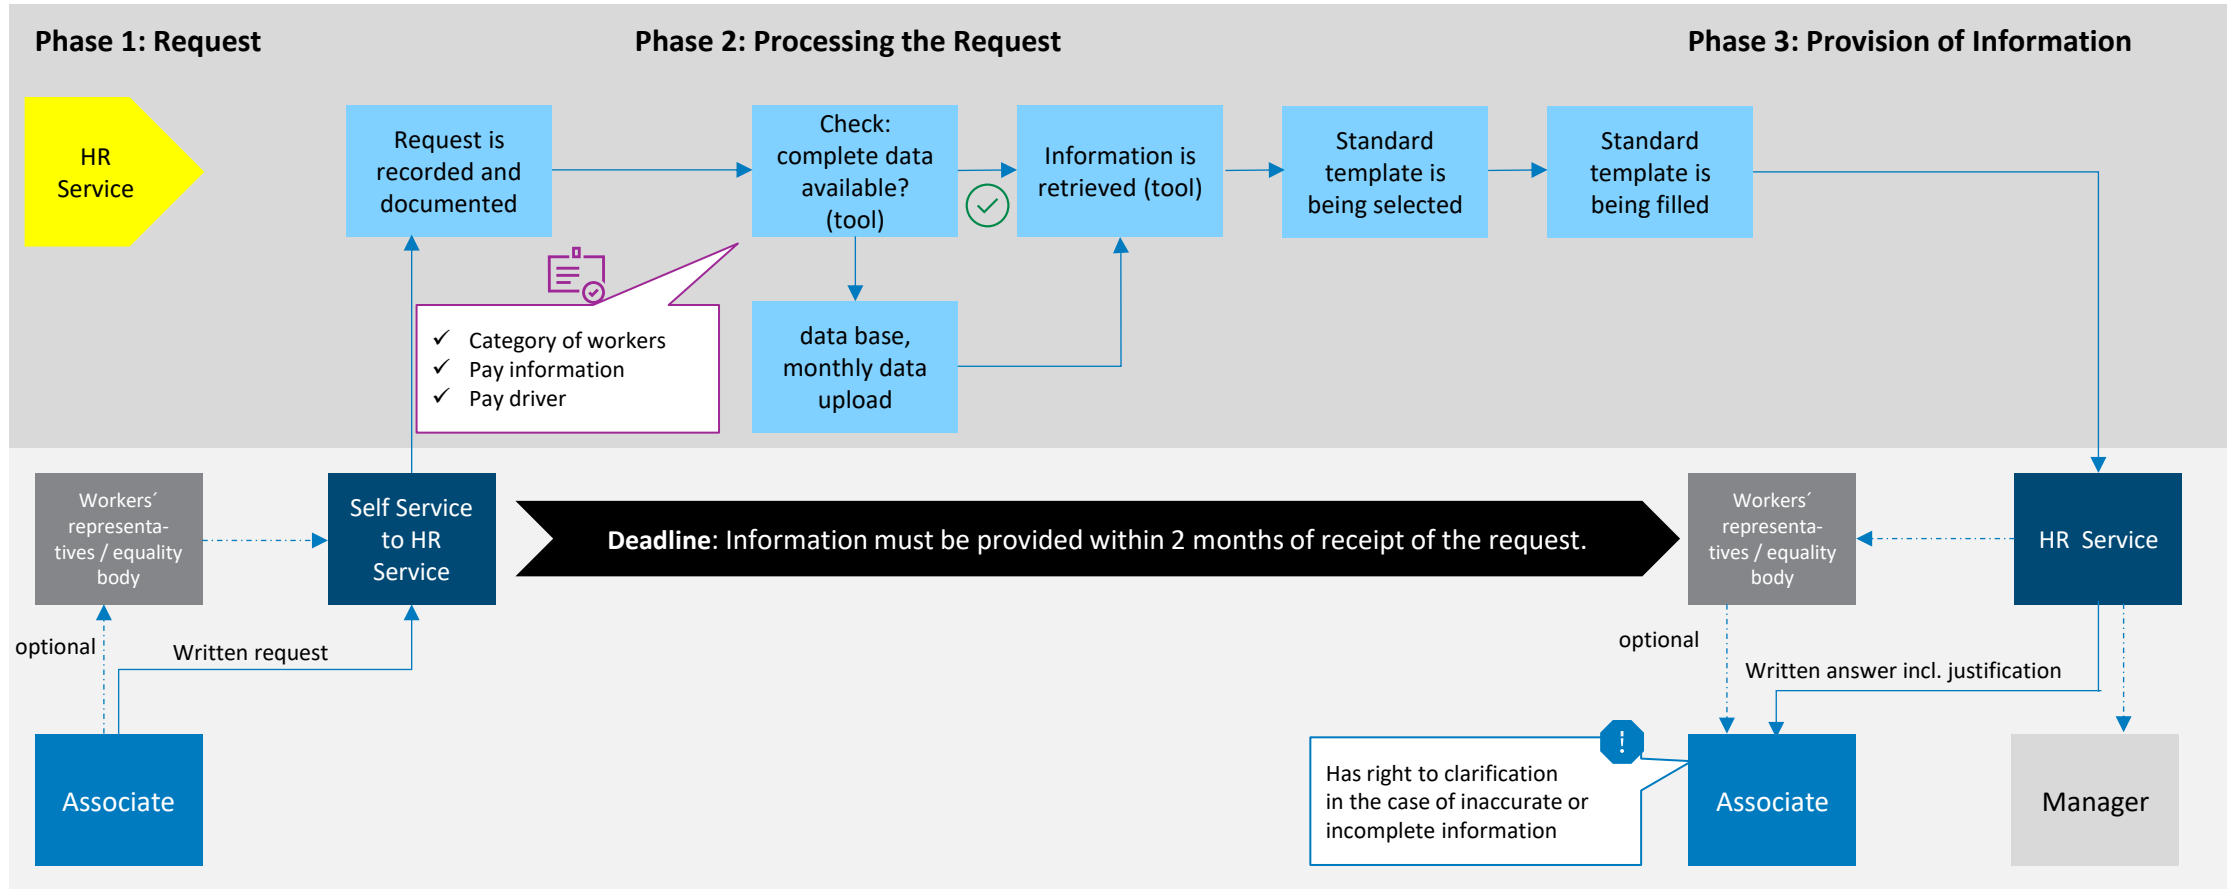 Phase 1: Request
Phase 2: Processing the Request
Phase 3: Provision of Information
HR
Service
Request is
recorded and
documented
Check:
complete data
available?
(tool)
Information is
retrieved (tool)
Standard
template is
being selected
Standard
template is
being filled
✓ Category of workers
✓ Pay information
✓ Pay driver
data base,
monthly data
upload
Workers´
representa-
tives / equality
body
Self Service
to HR
Service
Deadline: Information must be provided within 2 months of receipt of the request.
Workers´
representa-
tives / equality
body
HR Service
optional
Written request
optional
Written answer incl. justification
Associate
!
Has right to clarification
in the case of inaccurate or
incomplete information
Associate
Manager